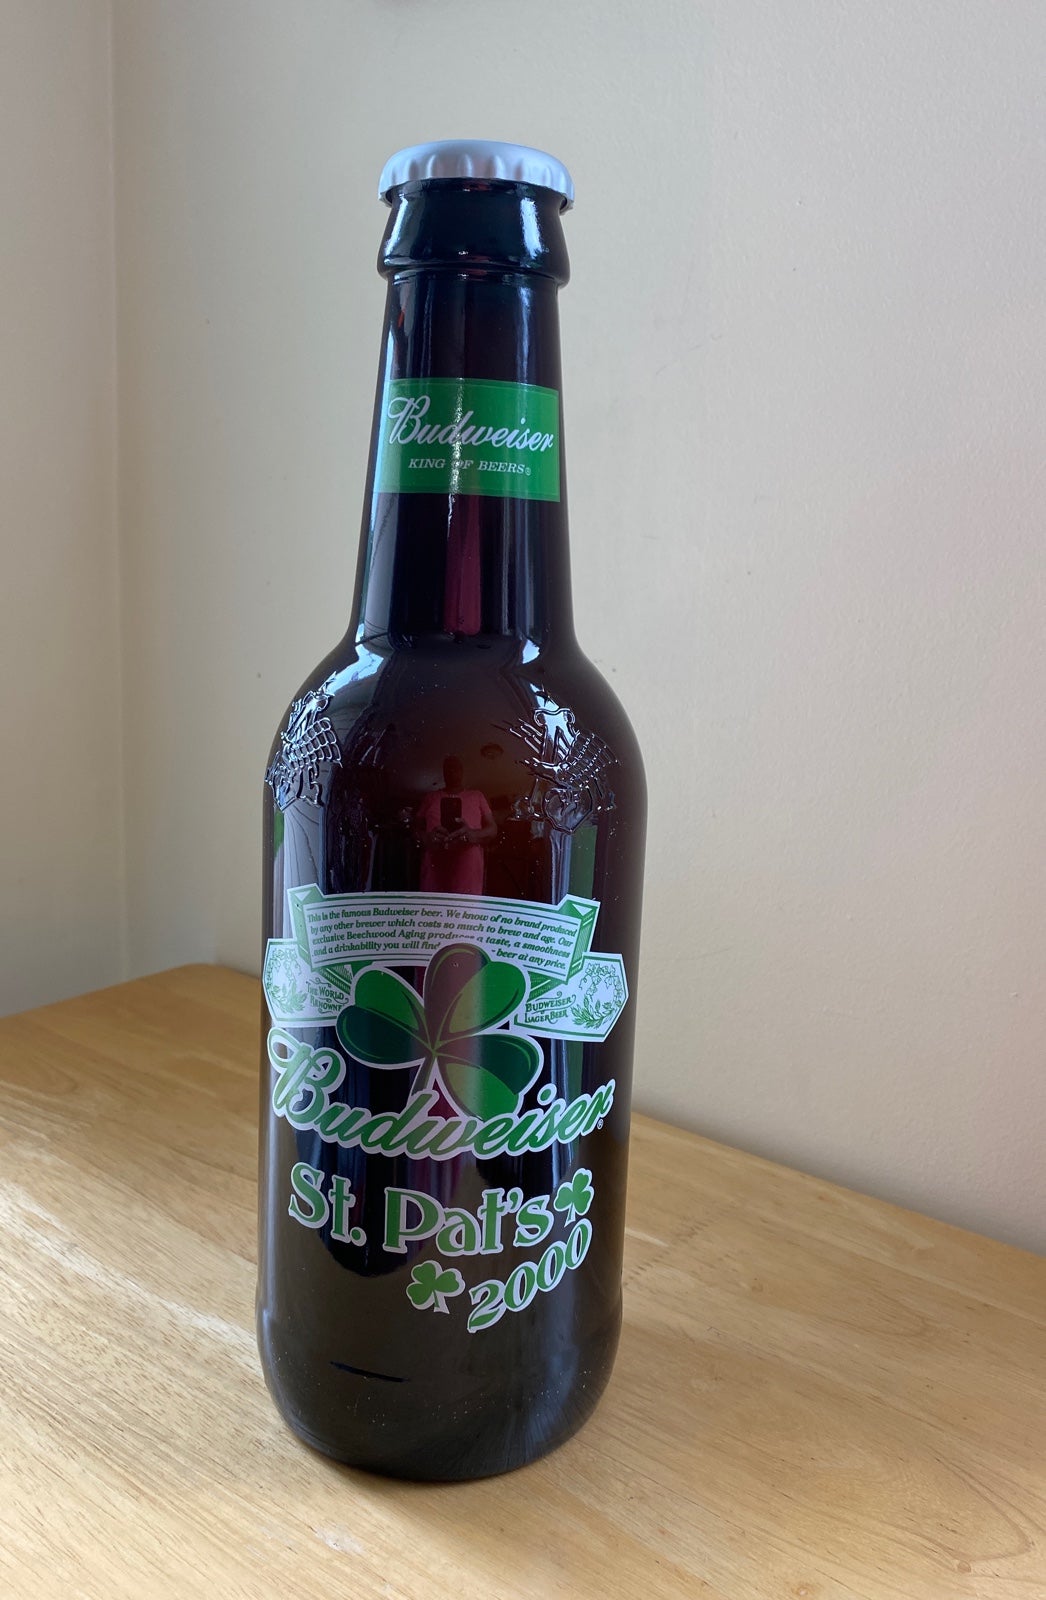 Budweiser
KING OF BEERS®
This is the famous Budweiser beer. We know of no brand produced
by any other brewer which costs so much to brew and age. Our
exclusive Beechwood Aging produces a taste, a smoothness
and a drinkability you will find beer at any price.
THE WORLD
RENOWNED
BUDWEISER
LAGER BEER
Budweiser®
St. Pat's
2000